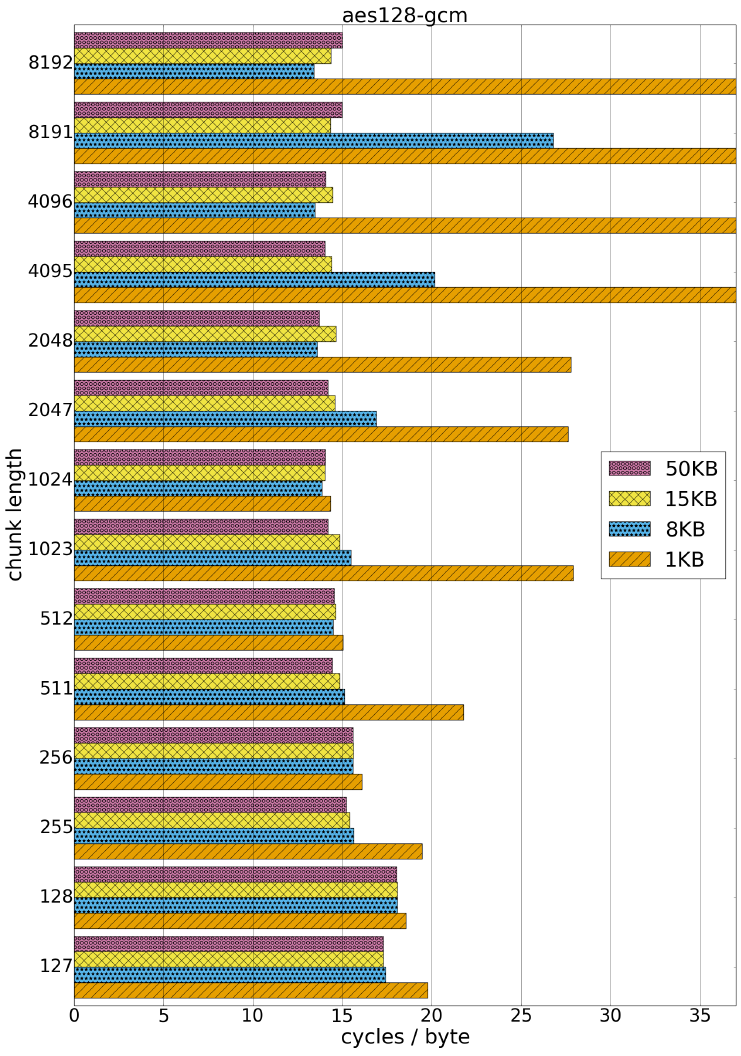 aes128-gcm
8192
8191
4096
4095
2048
2047
1024
1023
512
511
256
255
128
127
chunk length
50KB
15KB
8KB
1KB
0 5 10 15 20 25 30 35
cycles / byte